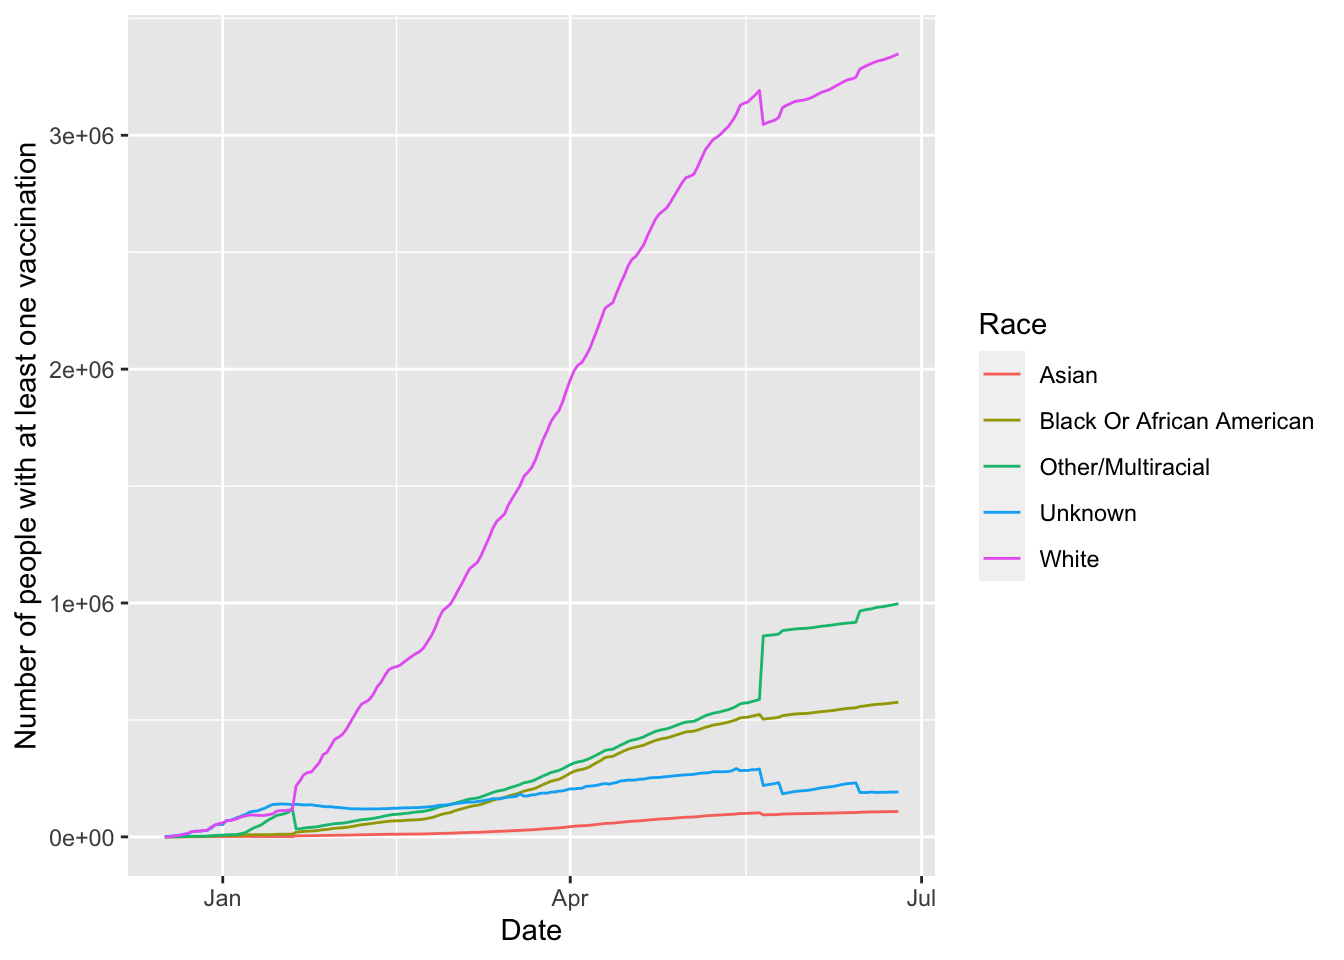 Number of people with at least one vaccination
3e+06
2e+06
1e+06
0e+00
Jan
Apr
Jul
Date
Race
Asian
Black Or African American
Other/Multiracial
Unknown
White